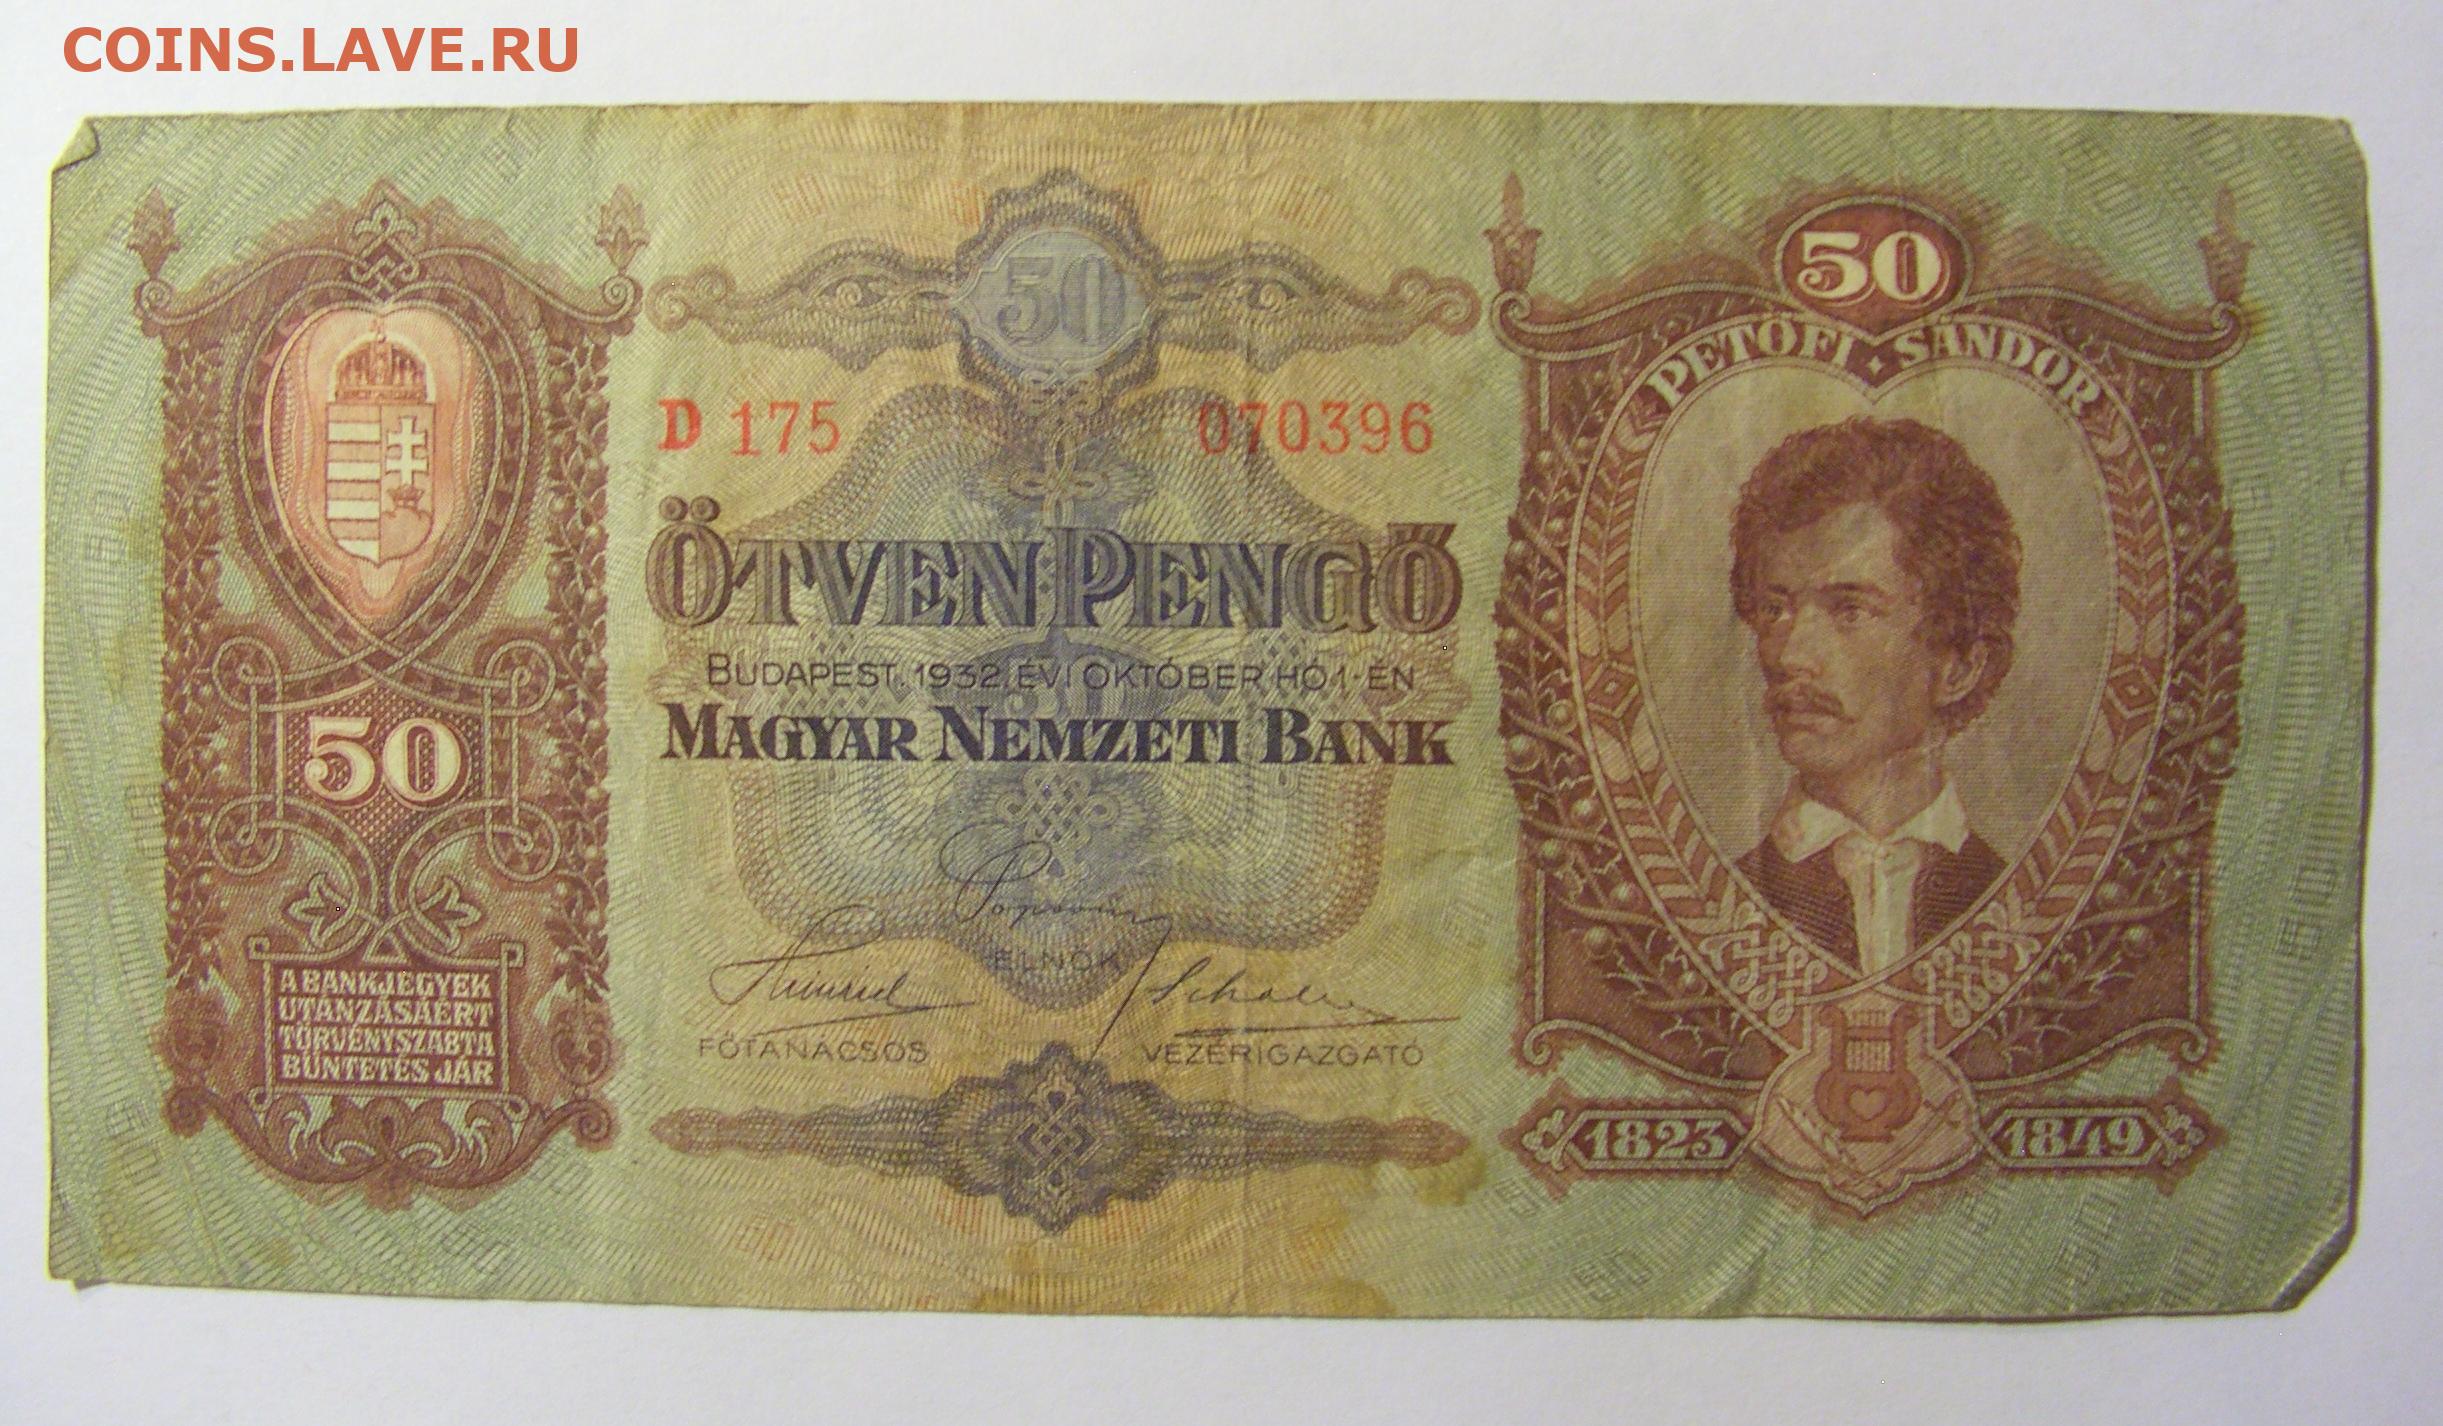 COINS.LAVE.RU
50
50
PETŐFI · SÁNDOR
D 175 070396
ÖTVEN PENGŐ
BUDAPEST. 1932. ÉVI OKTÓBER HÓ 1-ÉN
MAGYAR NEMZETI BANK
50
ELNÖK
FŐTANÁCSOS VEZÉRIGAZGATÓ
A BANKJEGYEK
UTÁNZÁSÁÉRT
TÖRVÉNYSZABTA
BÜNTETÉS JÁR
1823 1849